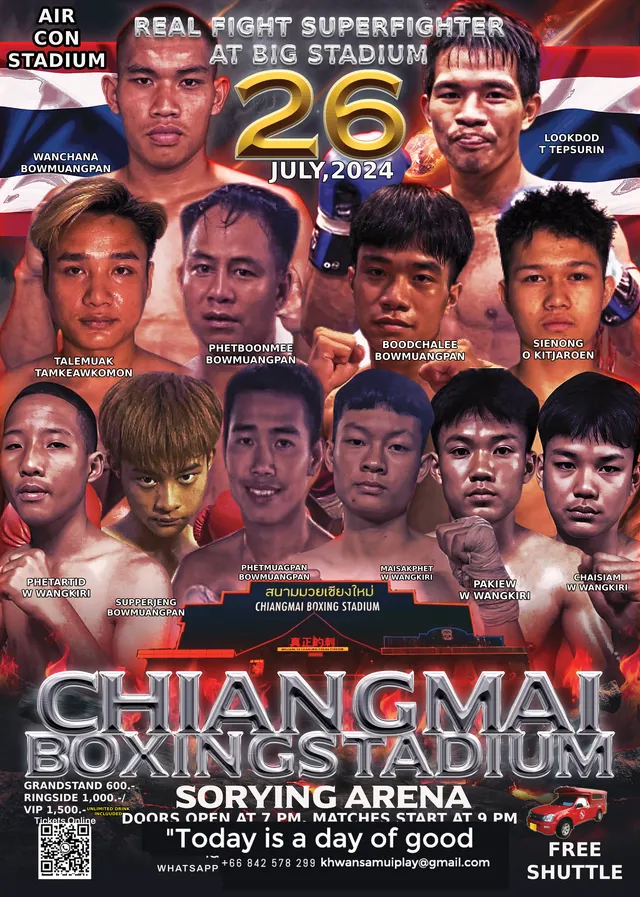 AIR
CON
STADIUM
REAL FIGHT SUPERFIGHTER
AT BIG STADIUM
26
JULY,2024
WANCHANA
BOWMUANGPAN
LOOKDOD
T TEPSURIN
TALEMUAK
TAMKEAWKOMON
PHETBOONMEE
BOWMUANGPAN
BOODCHALEE
BOWMUANGPAN
SIENONG
O KITJAROEN
PHETARTID
W WANGKIRI
SUPPERJENG
BOWMUANGPAN
PHETMUAGPAN
BOWMUANGPAN
MAISAKPHET
W WANGKIRI
PAKIEW
W WANGKIRI
CHAISIAM
W WANGKIRI
สนามมวยเชียงใหม่
CHIANGMAI BOXING STADIUM
CHIANGMAI
BOXINGSTADIUM
GRANDSTAND 600.-
RINGSIDE 1,000.-/
VIP 1,500.- UNLIMITED DRINK
INCLUUDED
Tickets Online
SORYING ARENA
DOORS OPEN AT 7 PM. MATCHES START AT 9 PM
"Today is a day of good
WHATSAPP +66 842 578 299 khwansamuiplay@gmail.com
FREE
SHUTTLE